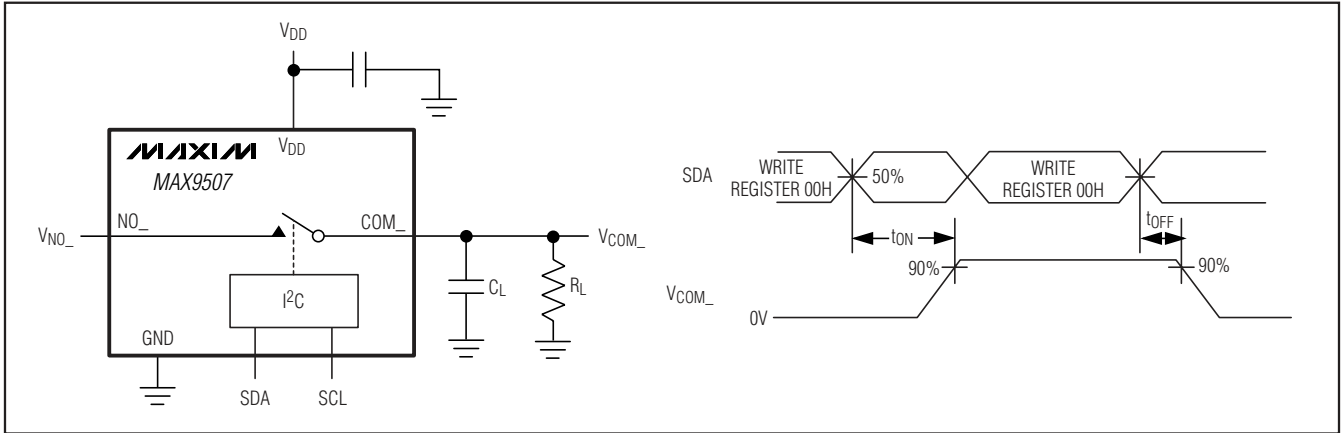 VDD
VDD
MAXIM
MAX9507
VNO_
NO_
COM_
VCOM_
I²C
CL
RL
GND
SDA
SCL
SDA
WRITE
REGISTER 00H
50%
WRITE
REGISTER 00H
tON
tOFF
90%
90%
VCOM_
0V